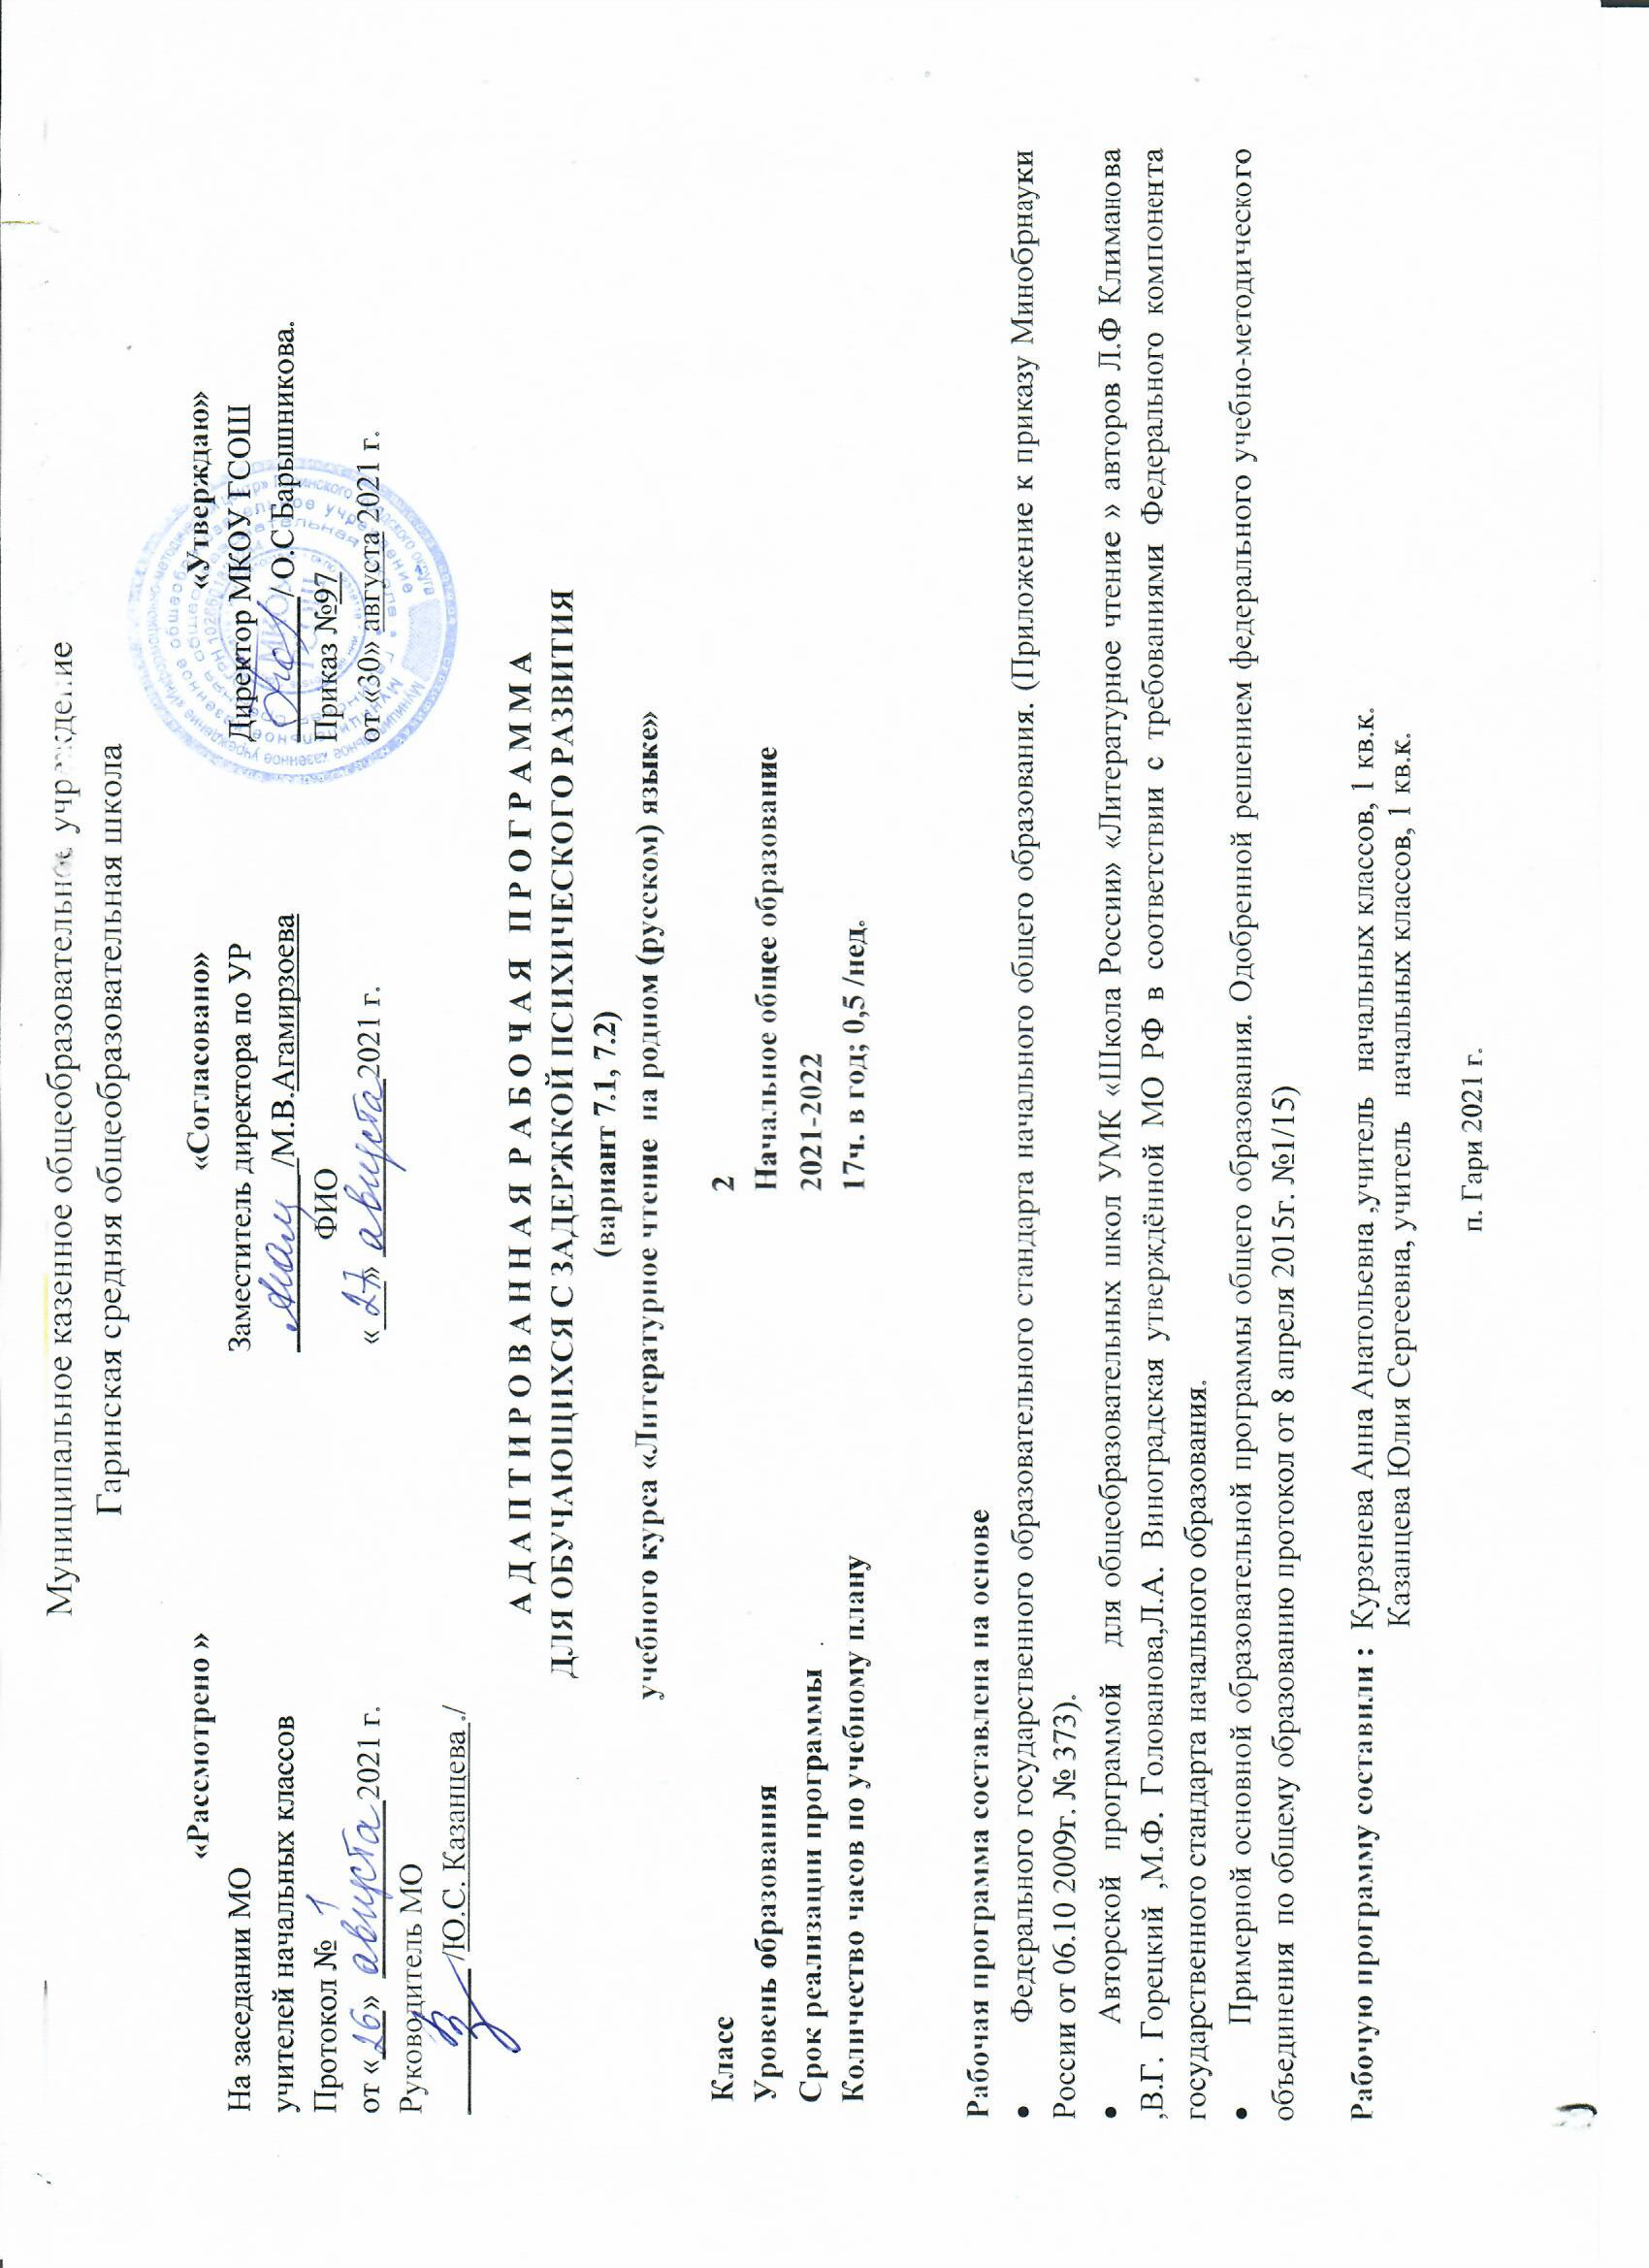 Муниципальное казенное общеобразовательное учреждение
Гаринская средняя общеобразовательная школа
«Рассмотрено »
На заседании МО
учителей начальных классов
Протокол № 1
от «26» августа 2021 г.
Руководитель МО
/Ю.С. Казанцева ./
«Согласовано»
Заместитель директора по УР
/М.В.Агамирзоева
ФИО
« 27» августа 2021 г.
«Утверждаю»
Директор МКОУ ГСОШ
/ О.С Барышникова.
Приказ №97
от «30» августа 2021 г.
А Д А П Т И Р О В А Н Н А Я Р А Б О Ч А Я П Р О Г Р А М М А
ДЛЯ ОБУЧАЮЩИХСЯ С ЗАДЕРЖКОЙ ПСИХИЧЕСКОГО РАЗВИТИЯ
(вариант 7.1, 7.2)
учебного курса «Литературное чтение на родном (русском) языке»
Класс 2
Уровень образования Начальное общее образование
Срок реализации программы . 2021-2022
Количество часов по учебному плану 17ч. в год; 0,5 /нед.
Рабочая программа составлена на основе
• Федерального государственного образовательного стандарта начального общего образования. (Приложение к приказу Минобрнауки
России от 06.10 2009г. № 373).
• Авторской програмой для общеобразовательных школ УМК «Школа России» «Литературное чтение » авторов Л.Ф Климанова
,В.Г. Горецкий ,М.Ф. Голованова,Л.А. Виноградская утверждённой МО РФ в соответствии с требованиями Федерального компонента
государственного стандарта начального образования.
• Примерной основной образовательной программы общего образования. Одобренной решением федерального учебно-методического
объединения по общему образованию протокол от 8 апреля 2015г. №1/15)
Рабочую программу составили : Курзенева Анна Анатольевна ,учитель начальных классов, 1 кв.к.
Казанцева Юлия Сергеевна, учитель начальных классов, 1 кв.к.
п. Гари 2021 г.